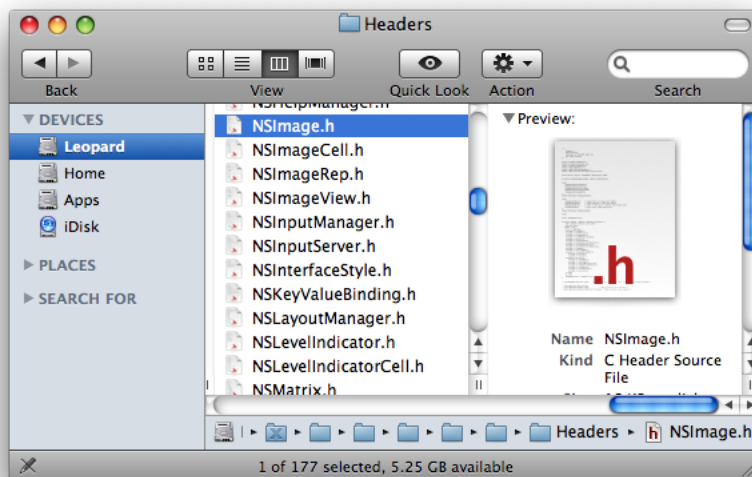 Headers
Back
View
Quick Look
Action
Search
DEVICES
Leopard
Home
Apps
iDisk
PLACES
SEARCH FOR
NSHelpManager.h
NSImage.h
NSImageCell.h
NSImageRep.h
NSImageView.h
NSInputManager.h
NSInputServer.h
NSInterfaceStyle.h
NSKeyValueBinding.h
NSLayoutManager.h
NSLevelIndicator.h
NSLevelIndicatorCell.h
NSMatrix.h
Preview:
.h
Name NSImage.h
Kind C Header Source
File
Headers NSImage.h
1 of 177 selected, 5.25 GB available